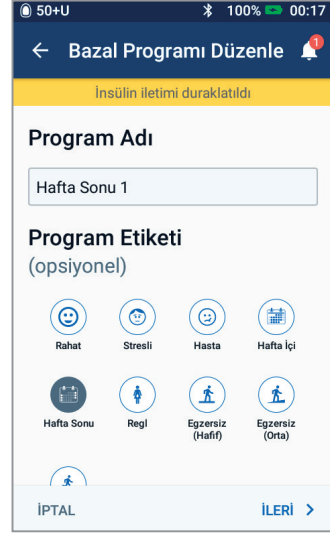 50+U 100% 00:17
Bazal Programı Düzenle 1
İnsülin iletimi duraklatıldı
Program Adı
Hafta Sonu 1
Program Etiketi
(opsiyonel)
Rahat Stresli Hasta Hafta İçi
Hafta Sonu Regl Egzersiz Egzersiz
(Hafif) (Orta)
İPTAL İLERİ